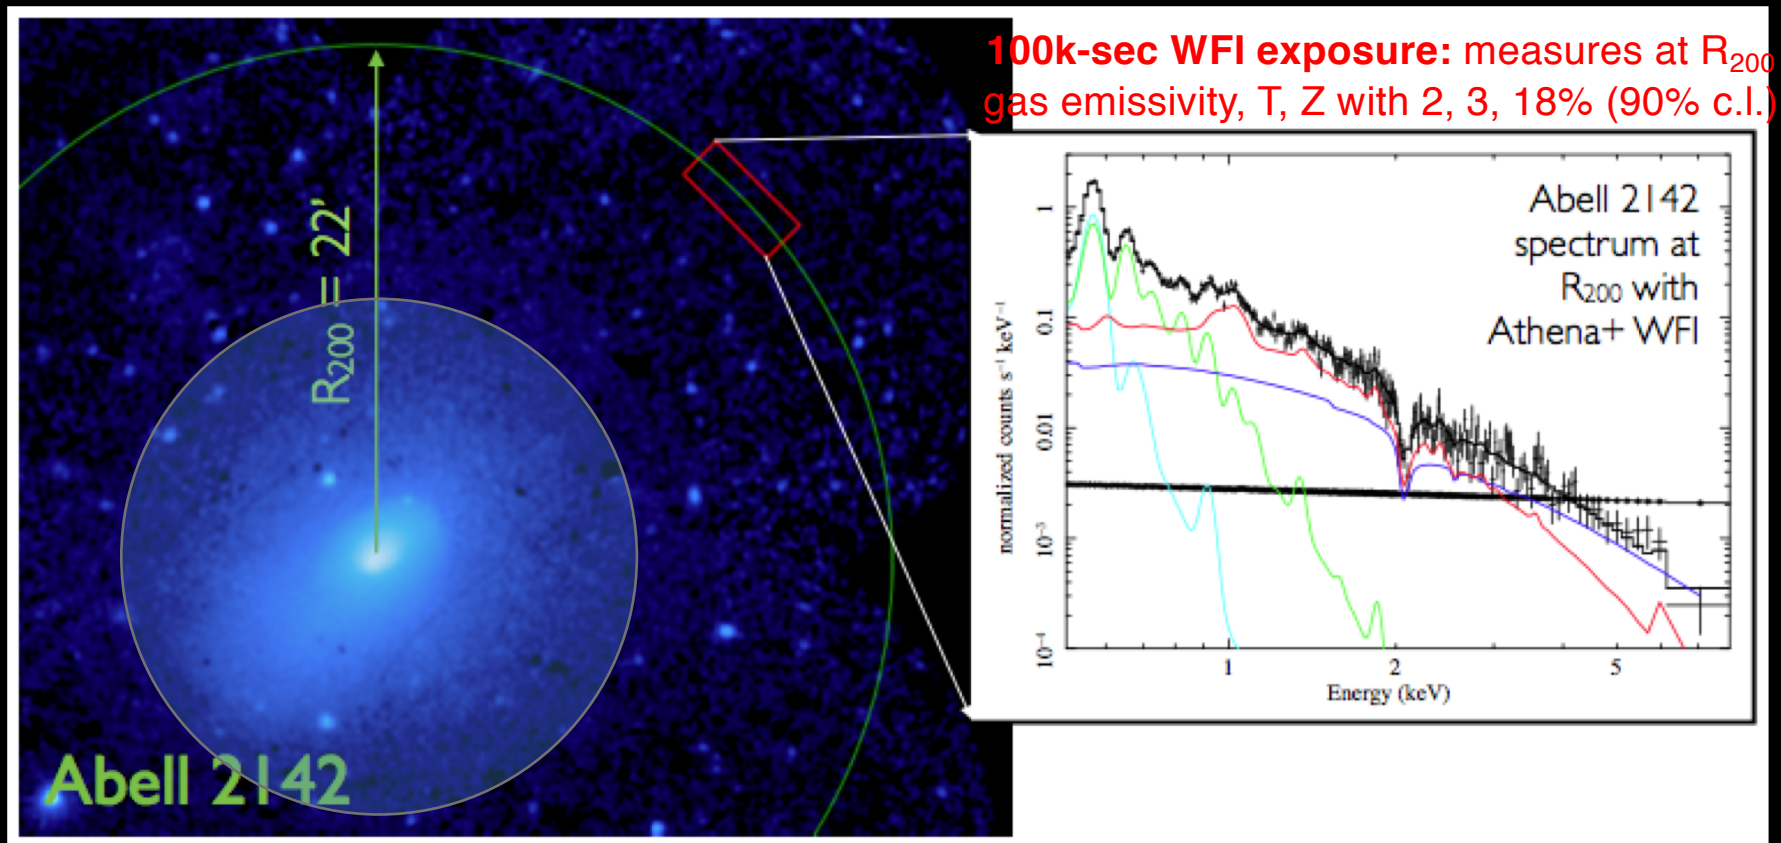 100k-sec WFI exposure: measures at R₂₀₀
gas emissivity, T, Z with 2, 3, 18% (90% c.l.)
R₂₀₀ = 22'
Abell 2142
Abell 2142
spectrum at
R₂₀₀ with
Athena+ WFI
normalized counts s⁻¹ keV⁻¹
1
0.1
0.01
10⁻³
10⁻⁴
1
2
5
Energy (keV)